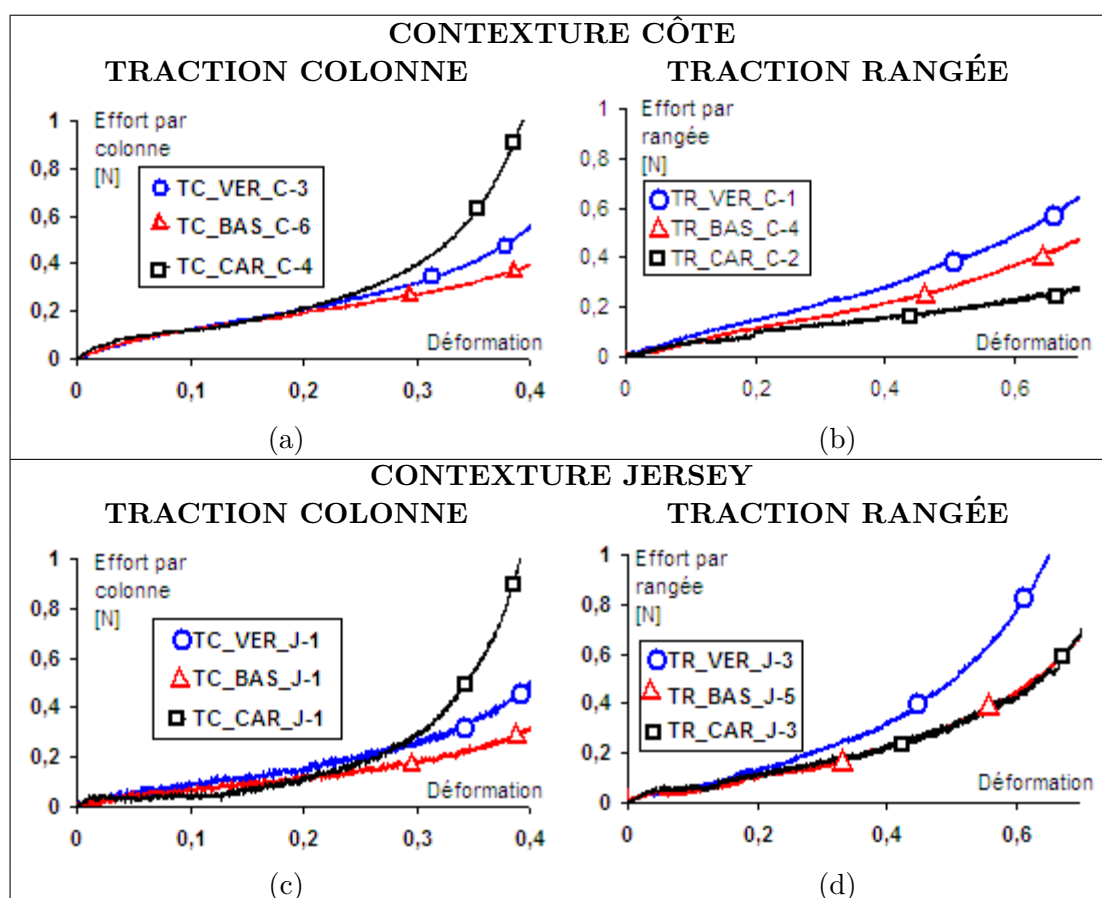 CONTEXTURE CÔTE
TRACTION COLONNE
TRACTION RANGÉE
1
0,8
0,6
0,4
0,2
0
Effort par
colonne
[N]
TC_VER_C-3
TC_BAS_C-6
TC_CAR_C-4
Déformation
0
0,1
0,2
0,3
0,4
(a)
1
0,8
0,6
0,4
0,2
0
Effort par
rangée
[N]
TR_VER_C-1
TR_BAS_C-4
TR_CAR_C-2
Déformation
0
0,2
0,4
0,6
(b)
CONTEXTURE JERSEY
TRACTION COLONNE
TRACTION RANGÉE
1
0,8
0,6
0,4
0,2
0
Effort par
colonne
[N]
TC_VER_J-1
TC_BAS_J-1
TC_CAR_J-1
Déformation
0
0,1
0,2
0,3
0,4
(c)
1
0,8
0,6
0,4
0,2
0
Effort par
rangée
[N]
TR_VER_J-3
TR_BAS_J-5
TR_CAR_J-3
Déformation
0
0,2
0,4
0,6
(d)